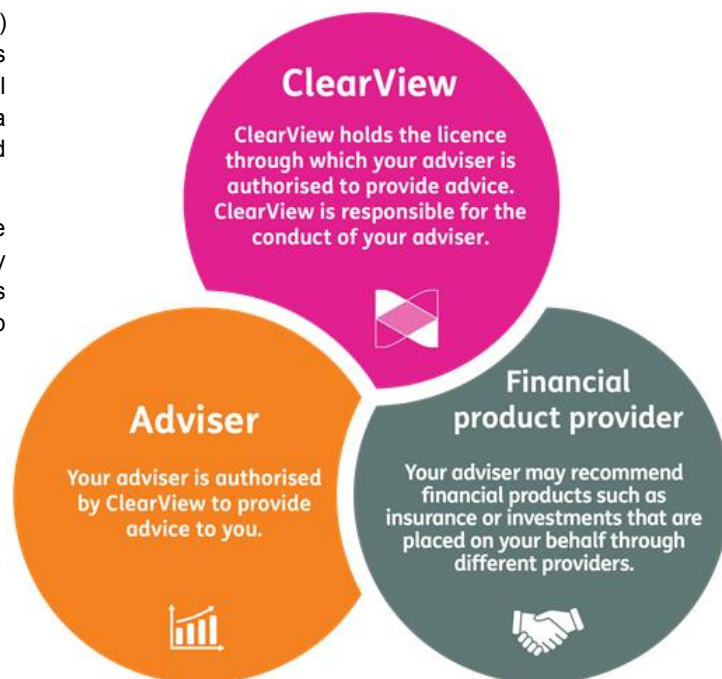 )
s
l
a
d
e
y
s
o
ClearView
ClearView holds the licence
through which your adviser is
authorised to provide advice.
ClearView is responsible for the
conduct of your adviser.
Adviser
Your adviser is authorised
by ClearView to provide
advice to you.
Financial
product provider
Your adviser may recommend
financial products such as
insurance or investments that are
placed on your behalf through
different providers.